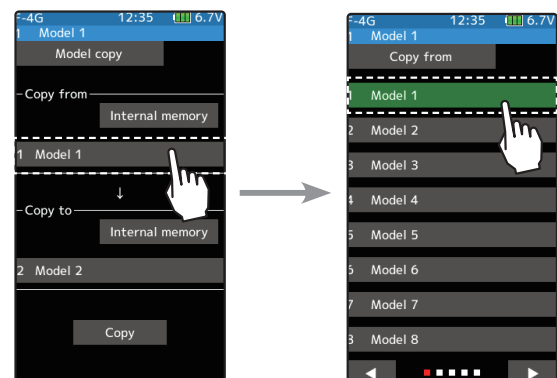 F-4G 12:35 6.7V
1 Model 1
Model copy
Copy from
Internal memory
1 Model 1
↓
Copy to
Internal memory
2 Model 2
Copy
F-4G 12:35 6.7V
1 Model 1
Copy from
1 Model 1
2 Model 2
3 Model 3
4 Model 4
5 Model 5
6 Model 6
7 Model 7
8 Model 8